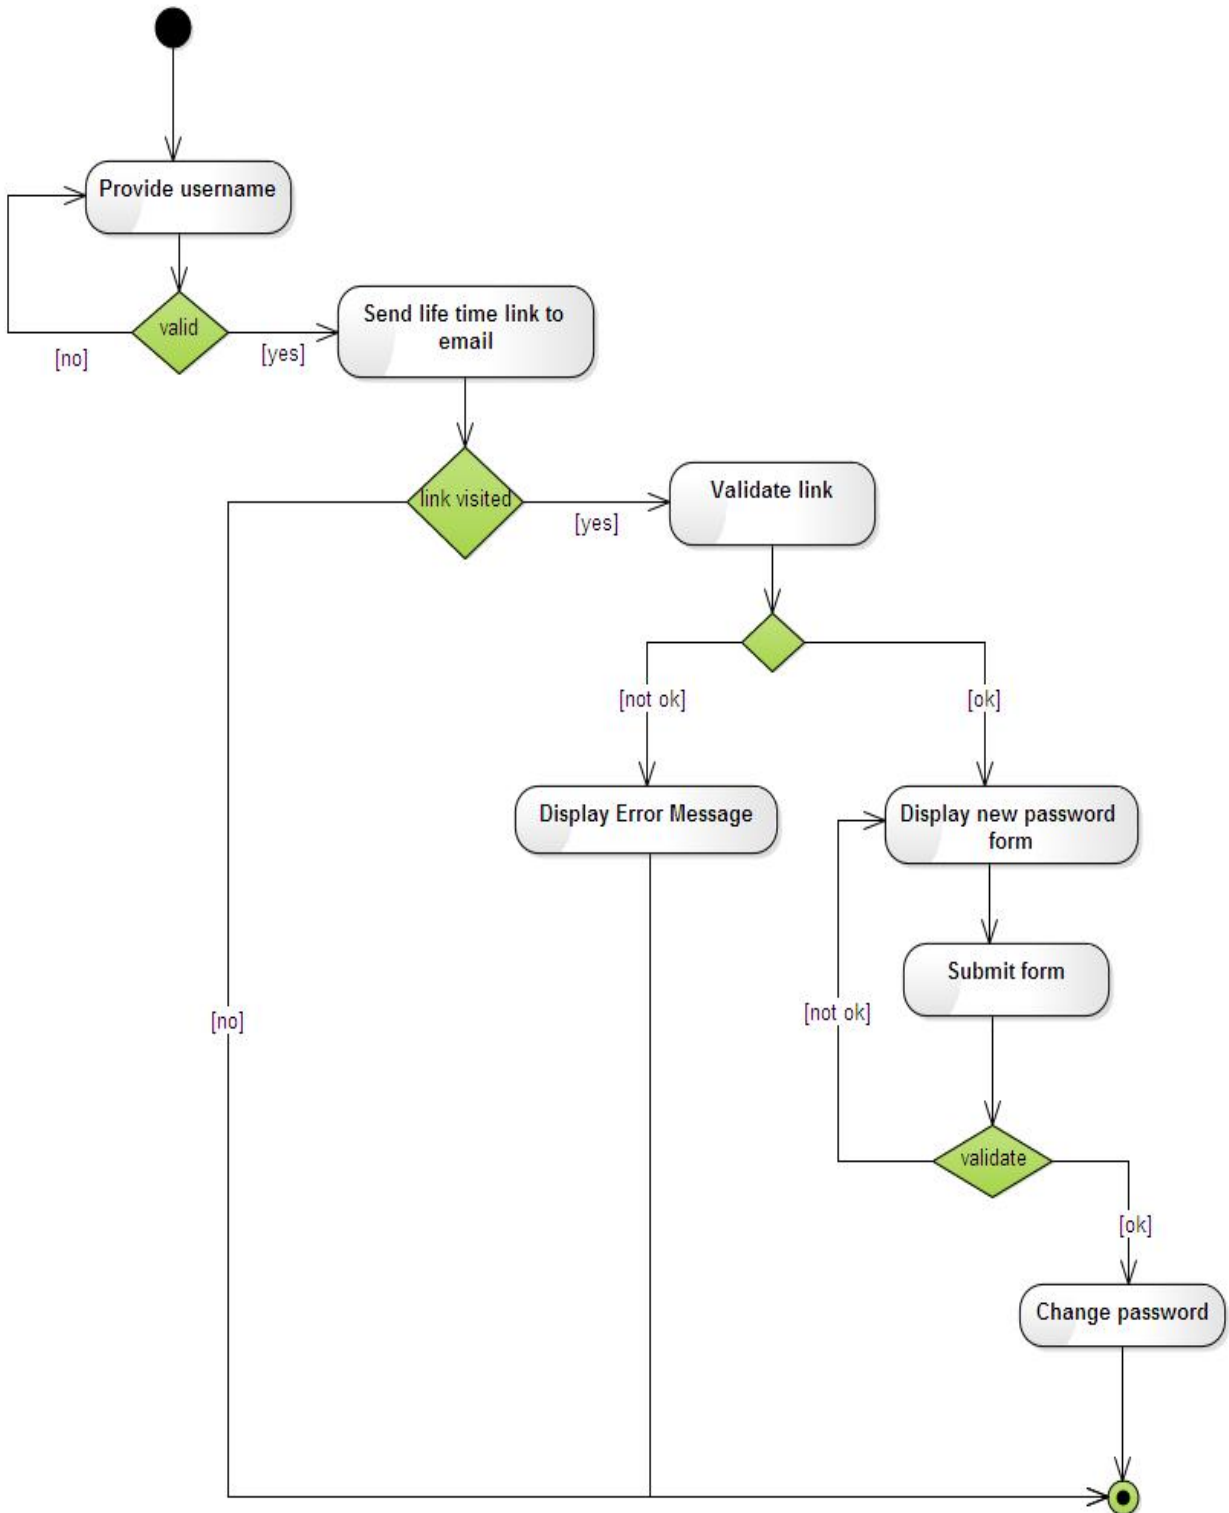 Provide username
valid
[no]
[yes]
Send life time link to
email
link visited
[yes]
Validate link
[not ok]
[ok]
Display Error Message
Display new password
form
Submit form
[not ok]
[no]
validate
[ok]
Change password